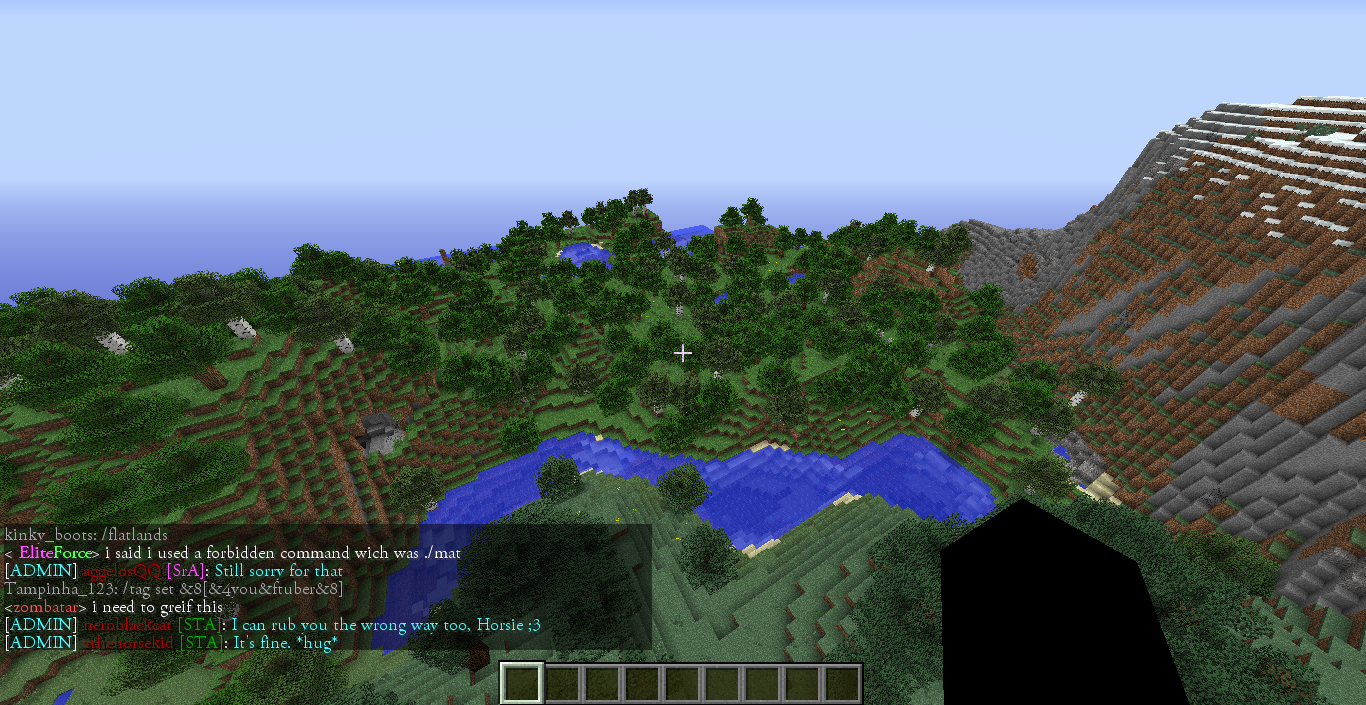 kinky_boots: /flatlands
< EliteForce> i said i used a forbidden command wich was ./mat
[ADMIN] aggelosQQ [SrA]: Still sorry for that
Tampinha_123: /tag set &8[&4you&ftuber&8]
<zombatar> i need to greif this
[ADMIN] neroblackcat [STA]: I can rub you the wrong way too, Horsie ;3
[ADMIN] [STA]: It's fine. *hug*